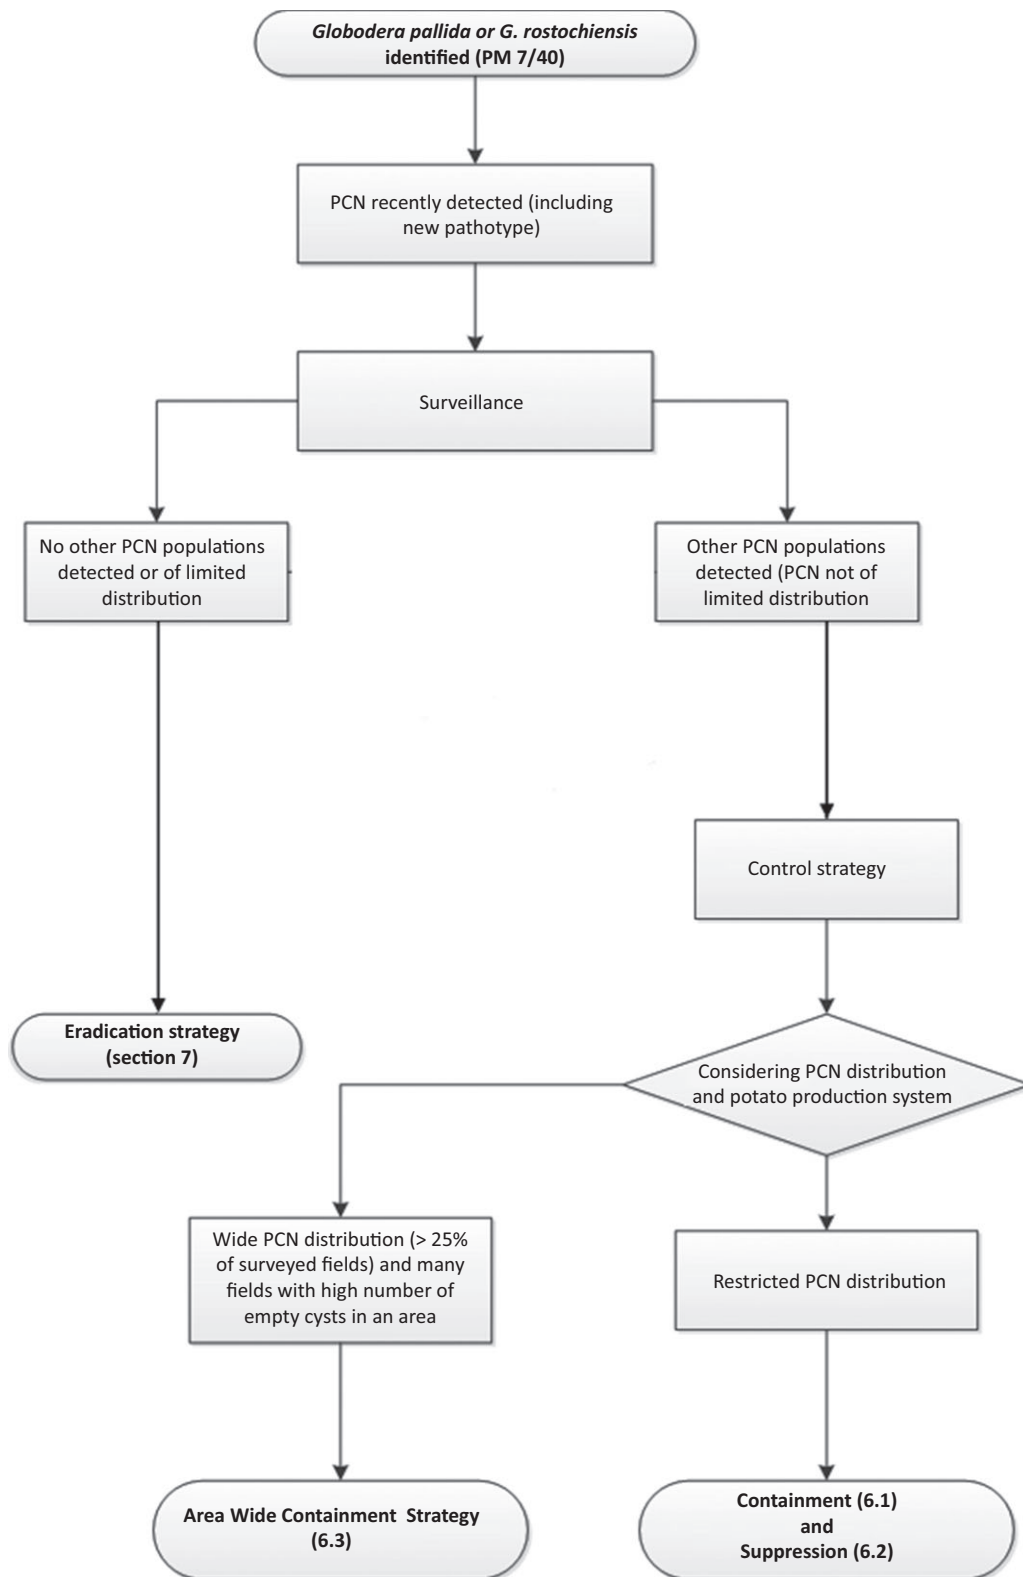 Globodera pallida or G. rostochiensis
identified (PM 7/40)
PCN recently detected (including
new pathotype)
Surveillance
No other PCN populations
detected or of limited
distribution
Other PCN populations
detected (PCN not of
limited distribution
Control strategy
Eradication strategy
(section 7)
Considering PCN distribution
and potato production system
Wide PCN distribution (> 25%
of surveyed fields) and many
fields with high number of
empty cysts in an area
Restricted PCN distribution
Area Wide Containment  Strategy
(6.3)
Containment (6.1)
and
Suppression (6.2)